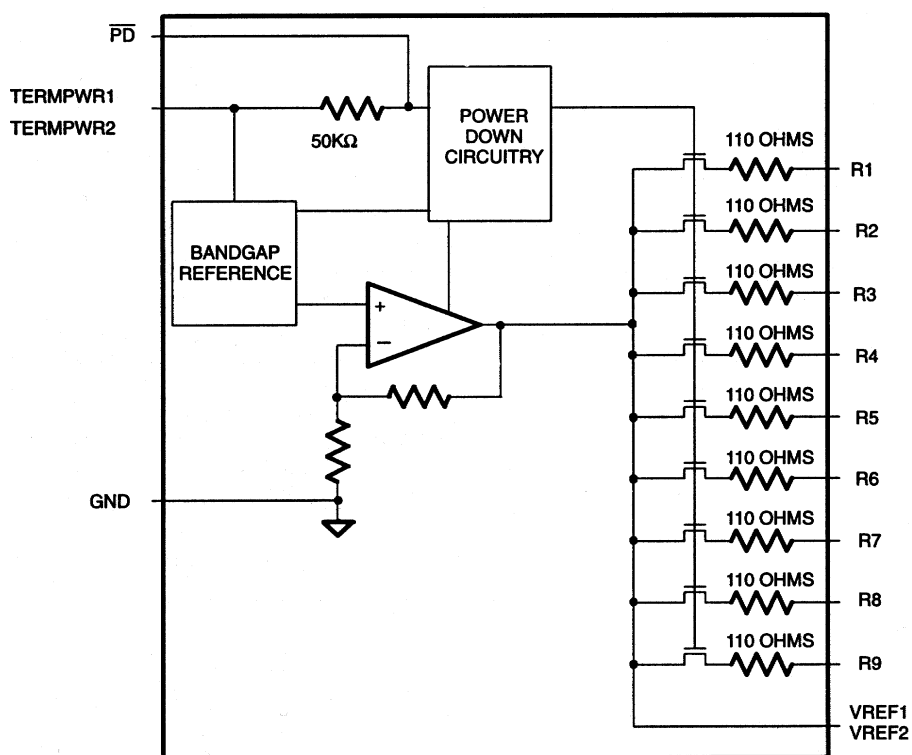 PD
TERMPWR1
TERMPWR2
50KΩ
POWER
DOWN
CIRCUITRY
BANDGAP
REFERENCE
+
−
GND
110 OHMS
R1
110 OHMS
R2
110 OHMS
R3
110 OHMS
R4
110 OHMS
R5
110 OHMS
R6
110 OHMS
R7
110 OHMS
R8
110 OHMS
R9
VREF1
VREF2